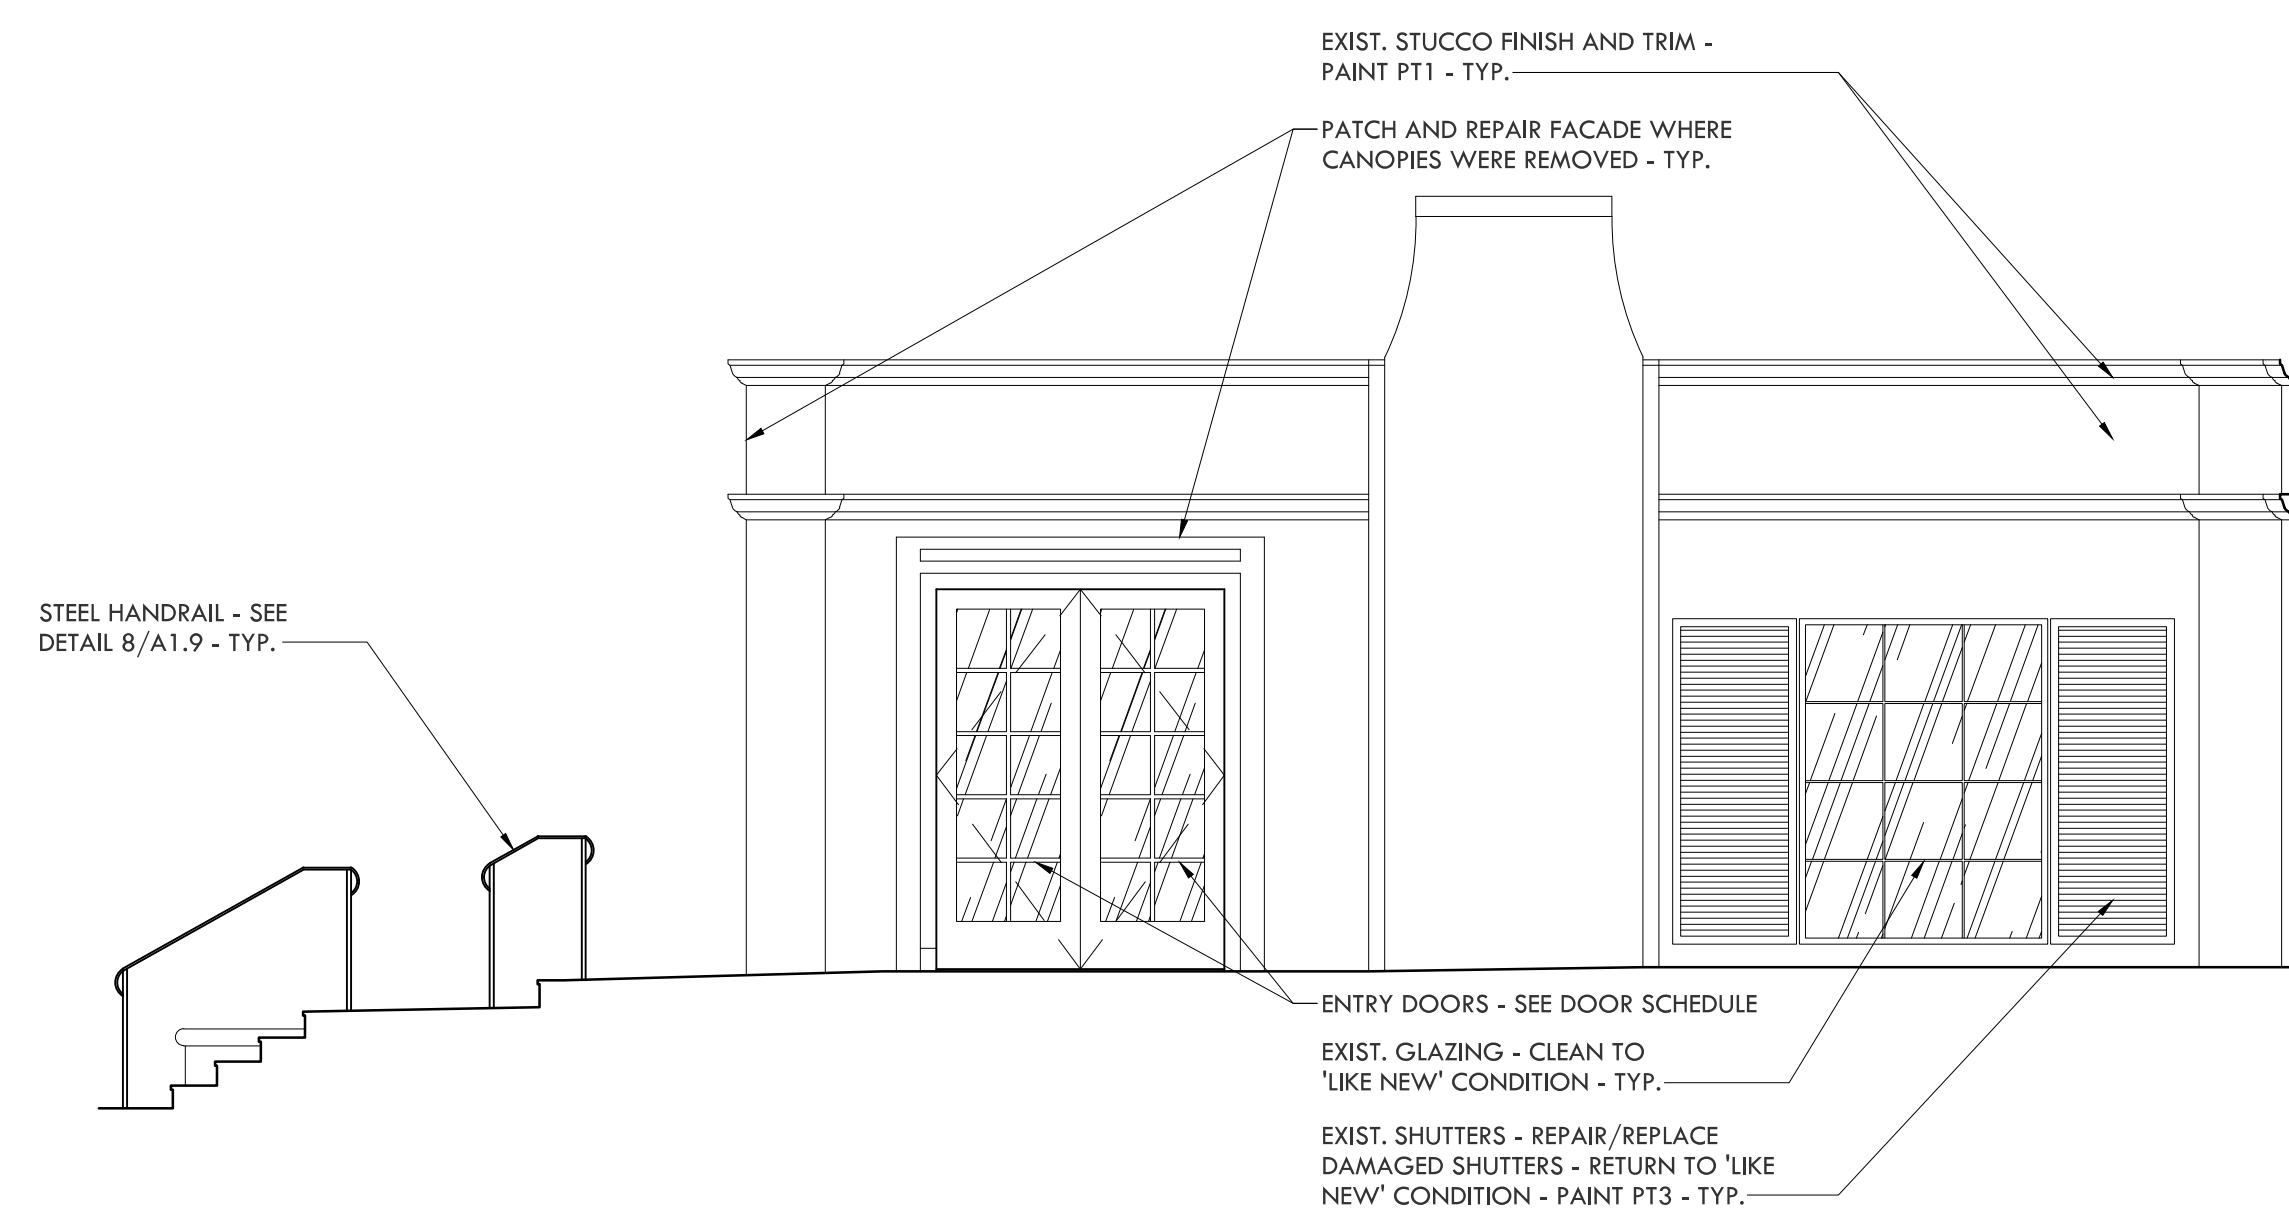 EXIST. STUCCO FINISH AND TRIM -
PAINT PT1 - TYP.
PATCH AND REPAIR FACADE WHERE
CANOPIES WERE REMOVED - TYP.
STEEL HANDRAIL - SEE
DETAIL 8/A1.9 - TYP.
ENTRY DOORS - SEE DOOR SCHEDULE
EXIST. GLAZING - CLEAN TO
'LIKE NEW' CONDITION - TYP.
EXIST. SHUTTERS - REPAIR/REPLACE
DAMAGED SHUTTERS - RETURN TO 'LIKE
NEW' CONDITION - PAINT PT3 - TYP.